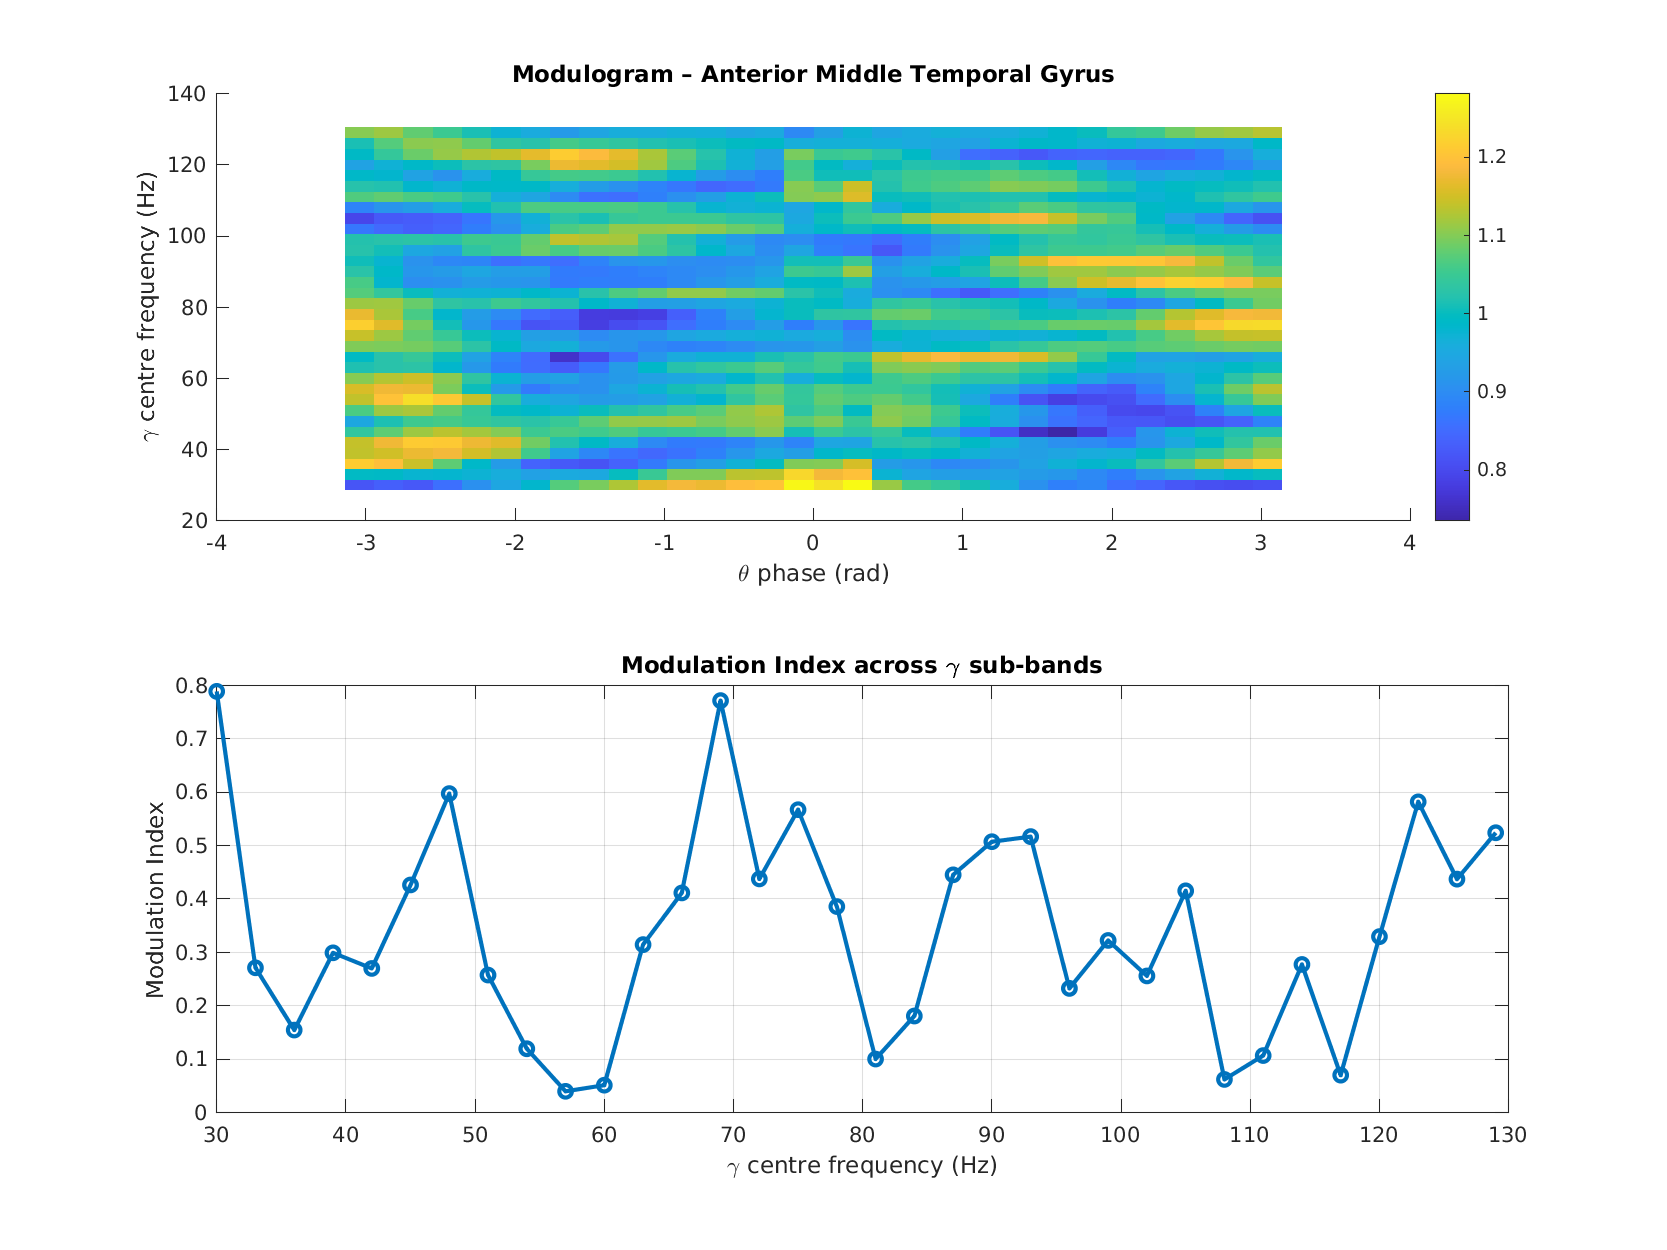 Modulogram – Anterior Middle Temporal Gyrus
140
120
100
80
60
40
20
γ centre frequency (Hz)
-4 -3 -2 -1 0 1 2 3 4
θ phase (rad)
1.2
1.1
1
0.9
0.8
Modulation Index across γ sub-bands
0.8
0.7
0.6
0.5
0.4
0.3
0.2
0.1
0
Modulation Index
30 40 50 60 70 80 90 100 110 120 130
γ centre frequency (Hz)